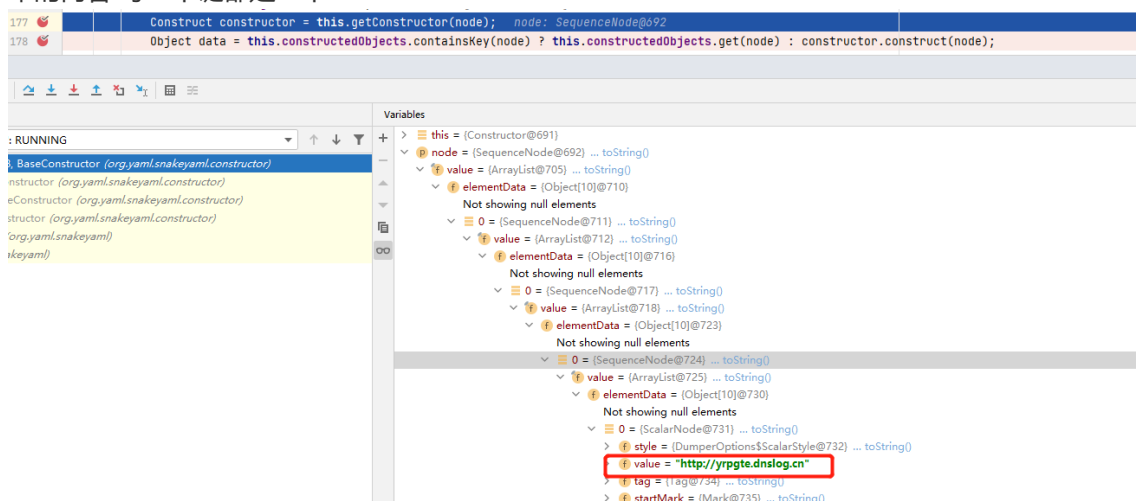 177 Construct constructor = this.getConstructor(node); node: SequenceNode@692
178 Object data = this.constructedObjects.containsKey(node) ? this.constructedObjects.get(node) : constructor.construct(node);
Variables
: RUNNING
, BaseConstructor (org.yaml.snakeyaml.constructor)
nstructor (org.yaml.snakeyaml.constructor)
eConstructor (org.yaml.snakeyaml.constructor)
structor (org.yaml.snakeyaml.constructor)
(org.yaml.snakeyaml)
akeyaml)
this = {Constructor@691}
node = {SequenceNode@692} ... toString()
value = {ArrayList@705} ... toString()
elementData = {Object[10]@710}
Not showing null elements
0 = {SequenceNode@711} ... toString()
value = {ArrayList@712} ... toString()
elementData = {Object[10]@716}
Not showing null elements
0 = {SequenceNode@717} ... toString()
value = {ArrayList@718} ... toString()
elementData = {Object[10]@723}
Not showing null elements
0 = {SequenceNode@724} ... toString()
value = {ArrayList@725} ... toString()
elementData = {Object[10]@730}
Not showing null elements
0 = {ScalarNode@731} ... toString()
style = {DumperOptions$ScalarStyle@732} ... toString()
value = "http://yrpgte.dnslog.cn"
tag = {Tag@734} ... toString()
startMark = {Mark@735} ... toString()